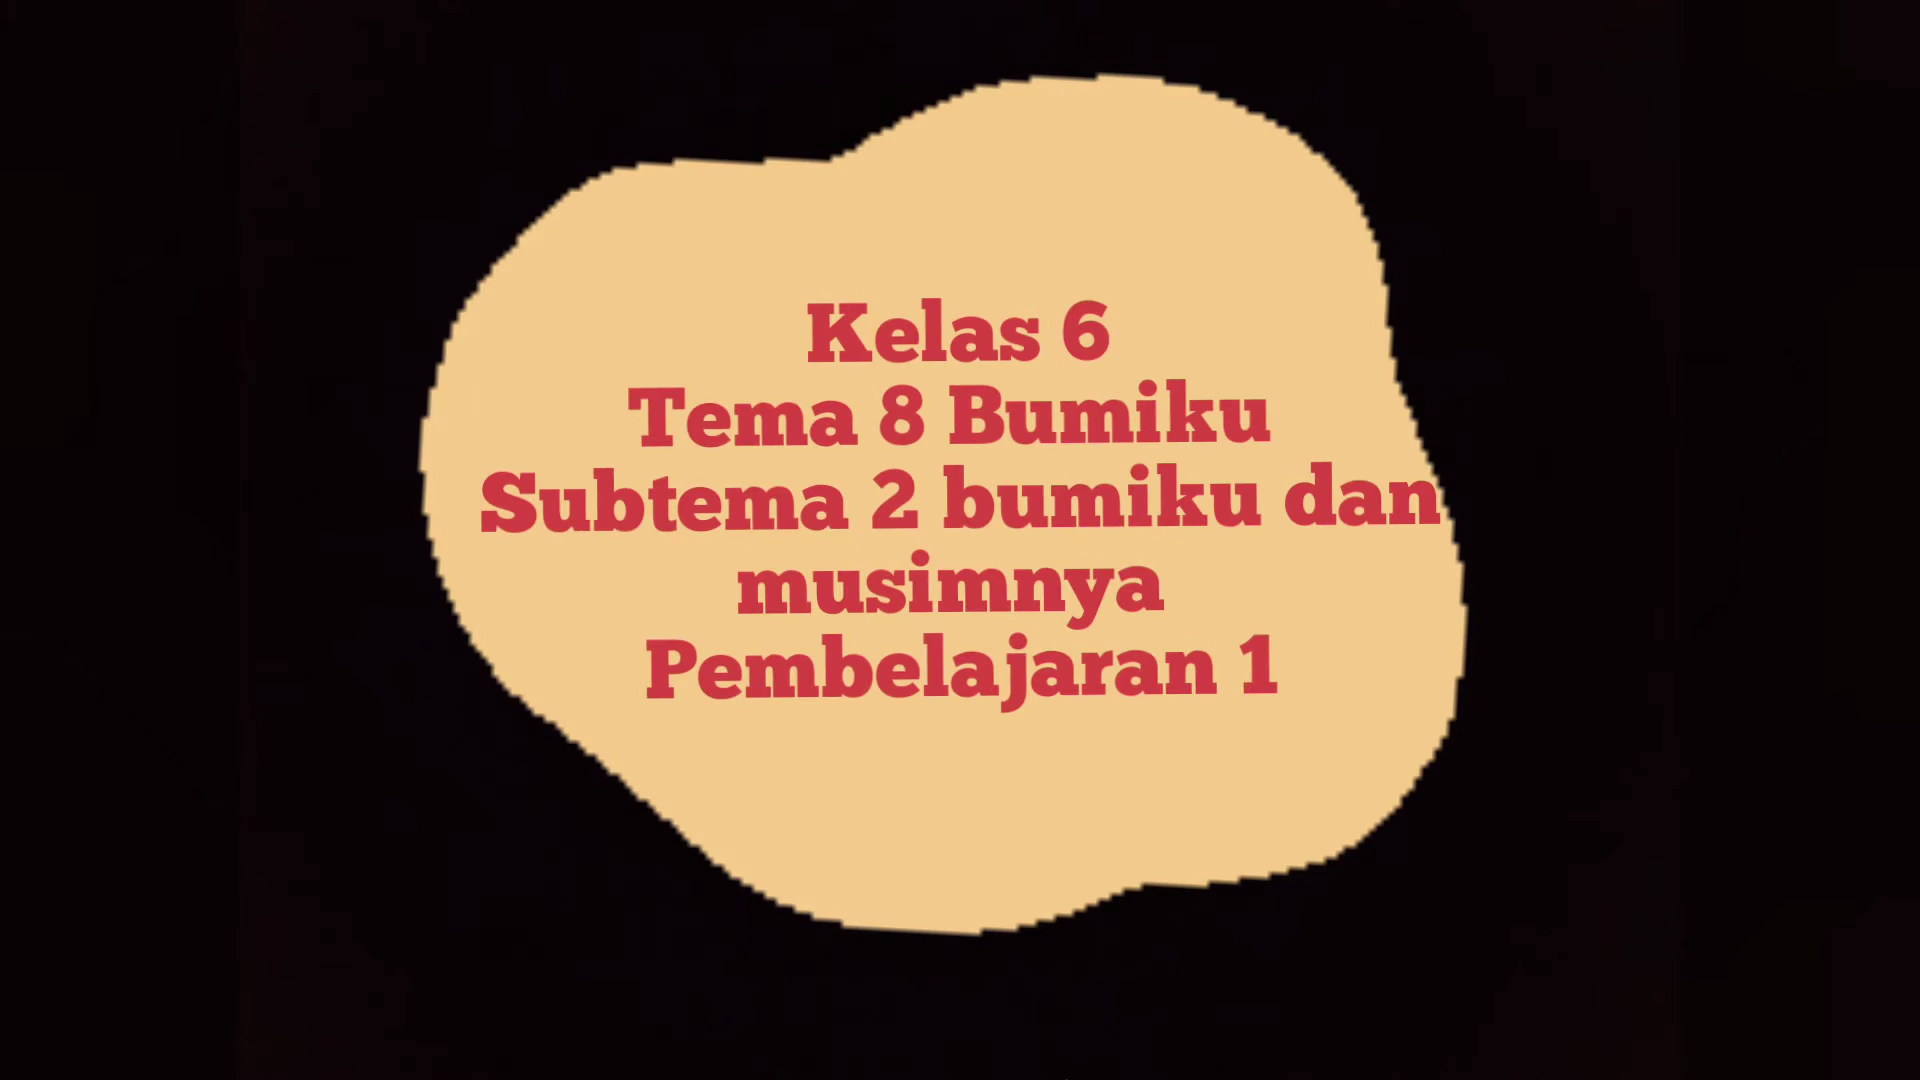 Kelas 6
Tema 8 Bumiku
Subtema 2 bumiku dan
musimnya
Pembelajaran 1